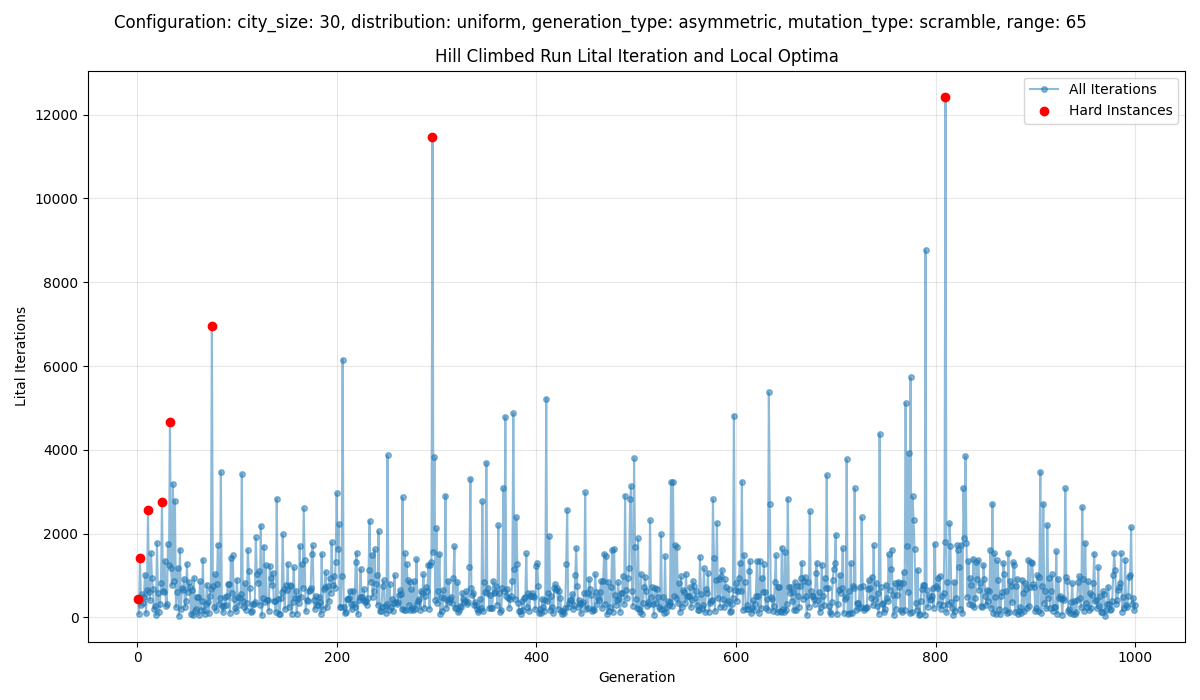 Configuration: city_size: 30, distribution: uniform, generation_type: asymmetric, mutation_type: scramble, range: 65
Hill Climbed Run Lital Iteration and Local Optima
All Iterations
Hard Instances
12000
10000
8000
6000
4000
2000
0
Lital Iterations
0 200 400 600 800 1000
Generation